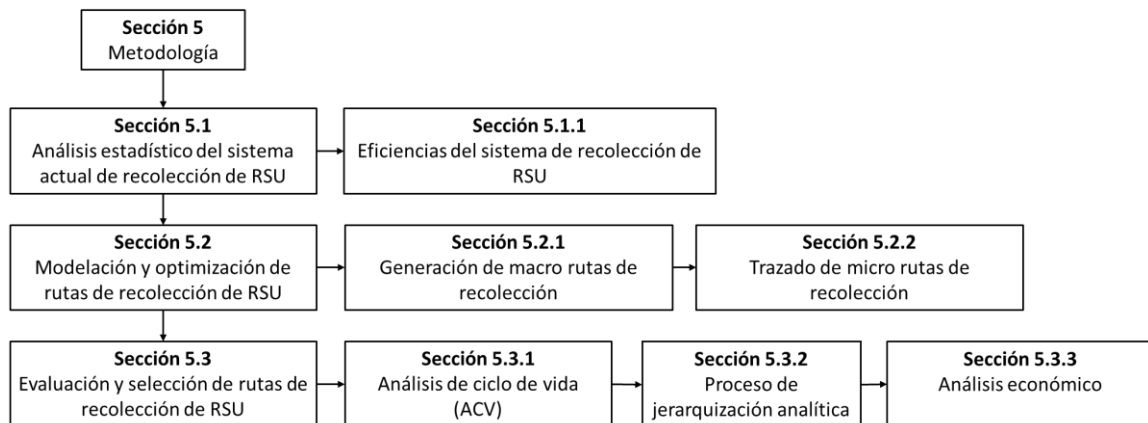 Sección 5
Metodología
Sección 5.1
Análisis estadístico del sistema
actual de recolección de RSU
Sección 5.1.1
Eficiencias del sistema de recolección de
RSU
Sección 5.2
Modelación y optimización de
rutas de recolección de RSU
Sección 5.2.1
Generación de macro rutas de
recolección
Sección 5.2.2
Trazado de micro rutas de
recolección
Sección 5.3
Evaluación y selección de rutas de
recolección de RSU
Sección 5.3.1
Análisis de ciclo de vida
(ACV)
Sección 5.3.2
Proceso de
jerarquización analítica
Sección 5.3.3
Análisis económico